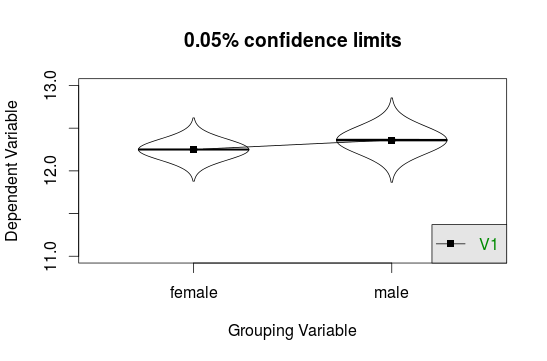 0.05% confidence limits
Dependent Variable
13.0
12.0
11.0
V1
female male
Grouping Variable